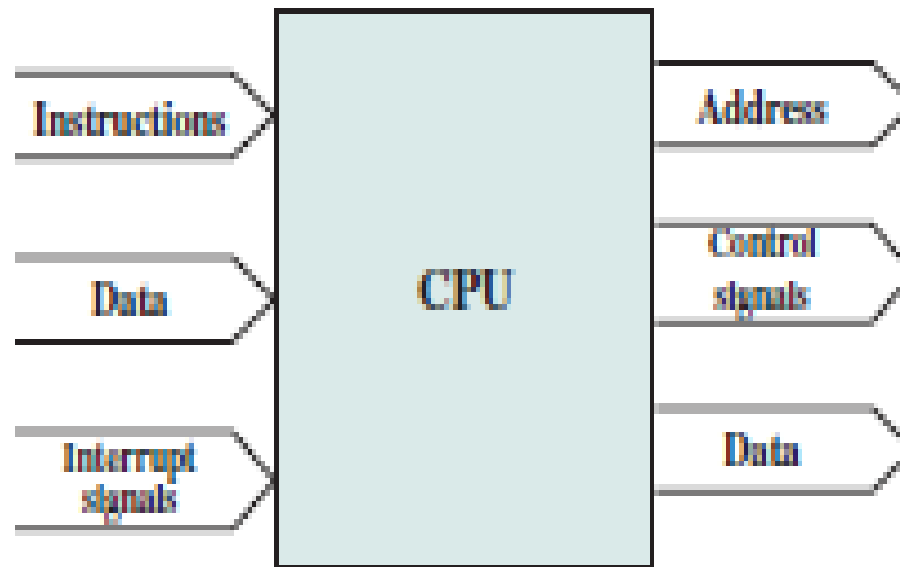 Instructions
Data
Interrupt
signals
CPU
Address
Control
signals
Data